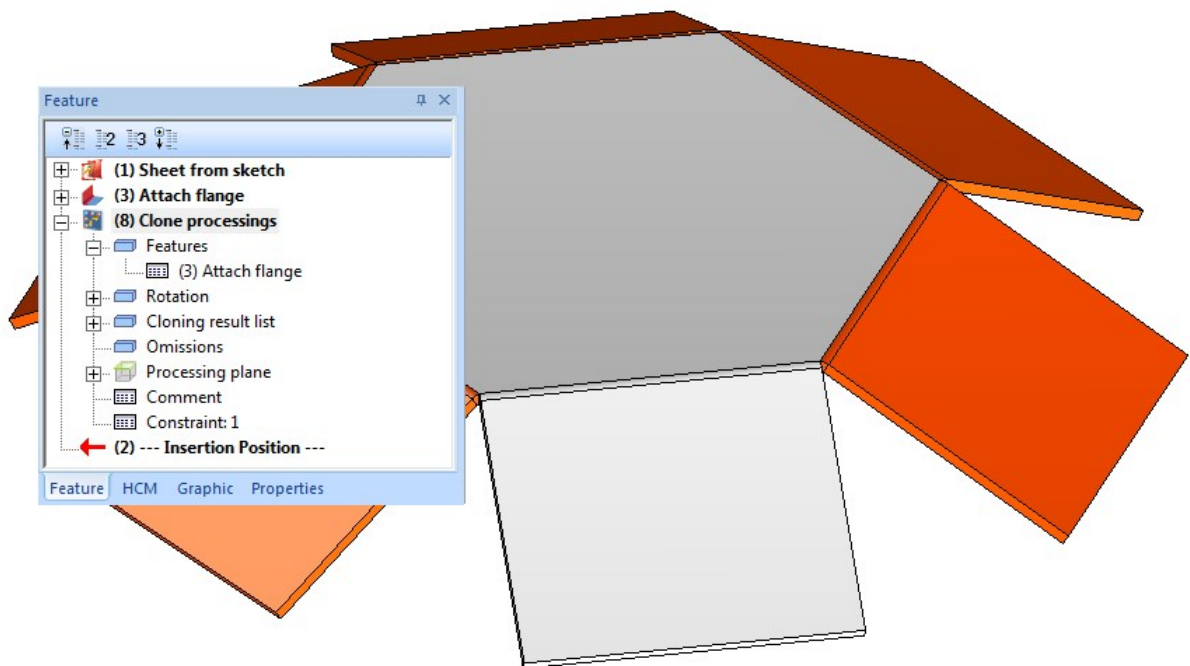 Feature
2 3
(1) Sheet from sketch
(3) Attach flange
(8) Clone processings
Features
(3) Attach flange
Rotation
Cloning result list
Omissions
Processing plane
Comment
Constraint: 1
(2) --- Insertion Position ---
Feature HCM Graphic Properties